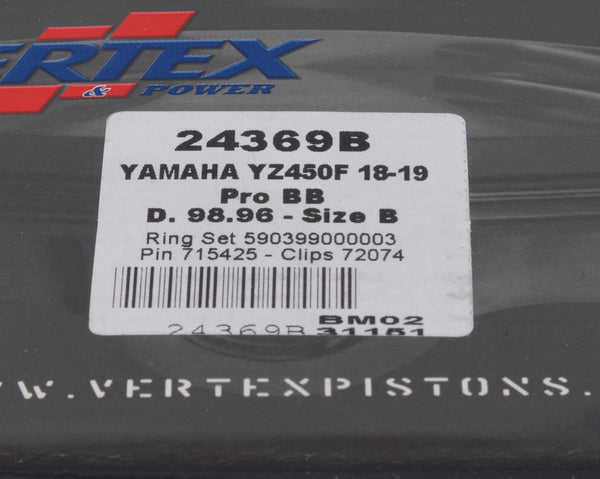 ERTEX
& POWER
24369B
YAMAHA YZ450F 18-19
Pro BB
D. 98.96 - Size B
Ring Set 590399000003
Pin 715425 - Clips 72074
BM02
24369B 31151
W.VERTEXPISTONS.